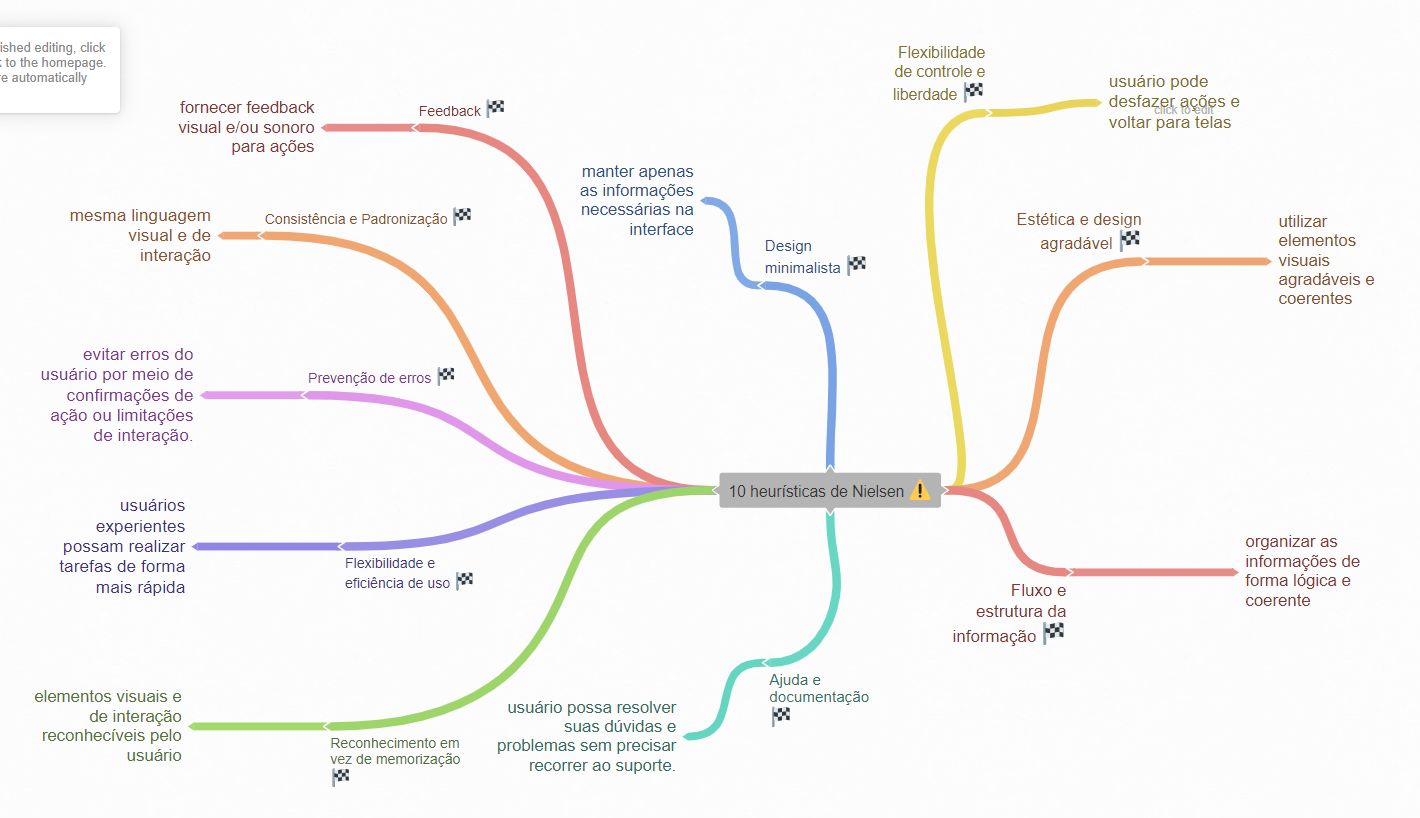 ished editing, click
k to the homepage.
re automatically
fornecer feedback
visual e/ou sonoro
para ações
Feedback
mesma linguagem
visual e de
interação
Consistência e Padronização
evitar erros do
usuário por meio de
confirmações de
ação ou limitações
de interação.
Prevenção de erros
usuários
experientes
possam realizar
tarefas de forma
mais rápida
Flexibilidade e
eficiência de uso
elementos visuais e
de interação
reconhecíveis pelo
usuário
Reconhecimento em
vez de memorização
manter apenas
as informações
necessárias na
interface
Design
minimalista
10 heurísticas de Nielsen
usuário possa resolver
suas dúvidas e
problemas sem precisar
recorrer ao suporte.
Ajuda e
documentação
Flexibilidade
de controle e
liberdade
usuário pode
desfazer ações e
click to edit
voltar para telas
Estética e design
agradável
utilizar
elementos
visuais
agradáveis e
coerentes
Fluxo e
estrutura da
informação
organizar as
informações de
forma lógica e
coerente